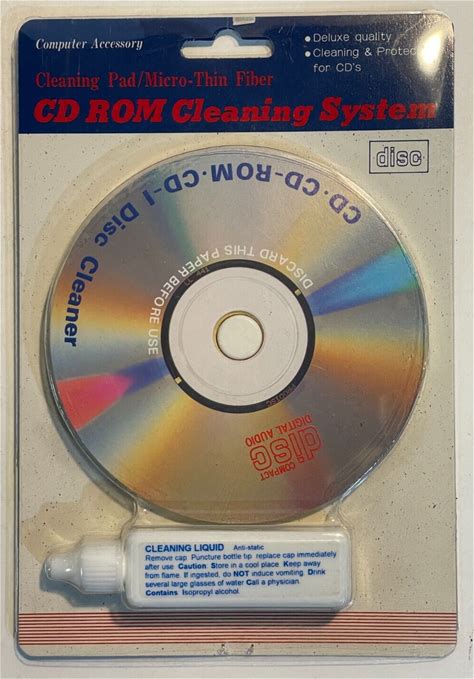 Computer Accessory
• Deluxe quality
• Cleaning & Protec
for CD's
Cleaning Pad/Micro-Thin Fiber
CD ROM Cleaning System
disc
CD·CD-ROM·CD-I Disc Cleaner
DISCARD THIS PAPER BEFORE USE
COMPACT
disc
DIGITAL AUDIO
CLEANING LIQUID Anti-static
Remove cap. Puncture bottle tip. replace cap immediately
after use. Caution: Store in a cool place. Keep away
from flame. If ingested, do NOT induce vomiting. Drink
several large glasses of water Call a physician.
Contains: Isopropyl alcohol.